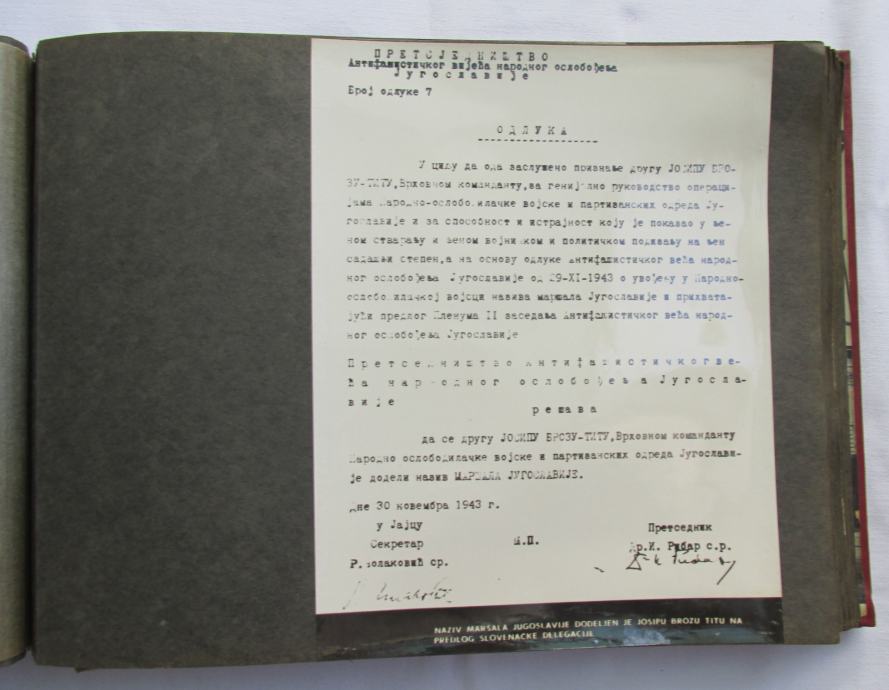 ПРЕТСЈЕДНИШТВО
Антифашистичког вијећа народног ослобођења
Југославије
Број одлуке 7
ОДЛУКА
У циљу да ода заслужено признање другу ЈОСИПУ БРО-
ЗУ-ТИТУ,Врховном команданту,за генијално руководство операци-
јама Народно-ослободилачке војске и партизанских одреда Ју-
гославије и за способност и истрајност коју је показао у ње-
ном стварању и њеном војничком и политичком подизању на њен
садашњи степен,а на основу одлуке антифашистичког већа народ-
ног ослобођења Југославије од 29-XI-1943 о увођењу у Народно-
ослободилачкој војсци назива маршала Југославије и прихвата-
јући предлог Пленума II заседања Антифашистичког већа народ-
ног ослобођења Југославије
Претседништво антифашистичког ве-
ћа народног ослобођења Југосла-
вије
решава
да се другу ЈОСИПУ БРОЗУ-ТИТУ,Врховном команданту
Народно ослободилачке војске и партизанских одреда Југослави-
је додели назив МАРШАЛА ЈУГОСЛАВИЈЕ.
Дне 30 новембра 1943 г.
у Јајцу
Претседник
Секретар М.П. Др.И. Рибар с.р.
Р. Чолаковић ср.
NAZIV MARŠALA JUGOSLAVIJE DODELJEN JE JOSIPU BROZU TITU NA
PREDLOG SLOVENAČKE DELEGACIJE